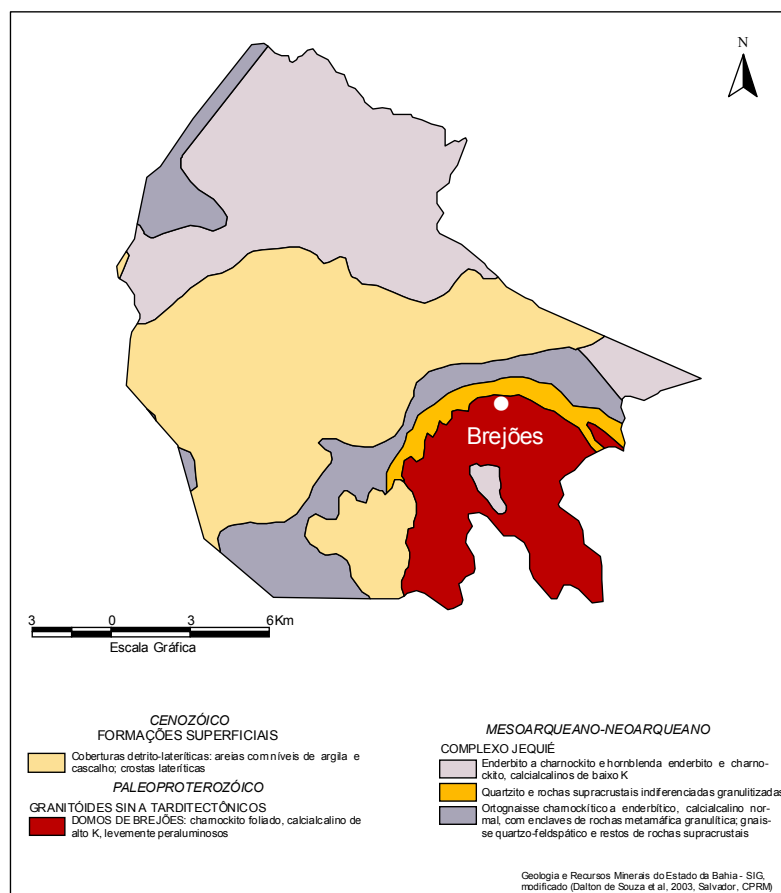 N
Brejões
3 0 3 6Km
Escala Gráfica
CENOZÓICO
FORMAÇÕES SUPERFICIAIS
Coberturas detrito-lateríticas: areias com níveis de argila e
cascalho; crostas lateríticas
PALEOPROTEROZÓICO
GRANITÓIDES SIN A TARDITECTÔNICOS
DOMOS DE BREJÕES: charnockito foliado, calcialcalino de
alto K, levemente peraluminosos
MESOARQUEANO-NEOARQUEANO
COMPLEXO JEQUIÉ
Enderbito a charnockito e hornblenda enderbito e charno-
ckito, calcialcalinos de baixo K
Quartzito e rochas supracrustais indiferenciadas granulitizadas
Ortognaisse charnockítico a enderbítico, calcialcalino nor-
mal, com enclaves de rochas metamáfica granulítica; gnais-
se quartzo-feldspático e restos de rochas supracrustais
Geologia e Recursos Minerais do Estado da Bahia - SIG,
modificado (Dalton de Souza et al, 2003, Salvador, CPRM)